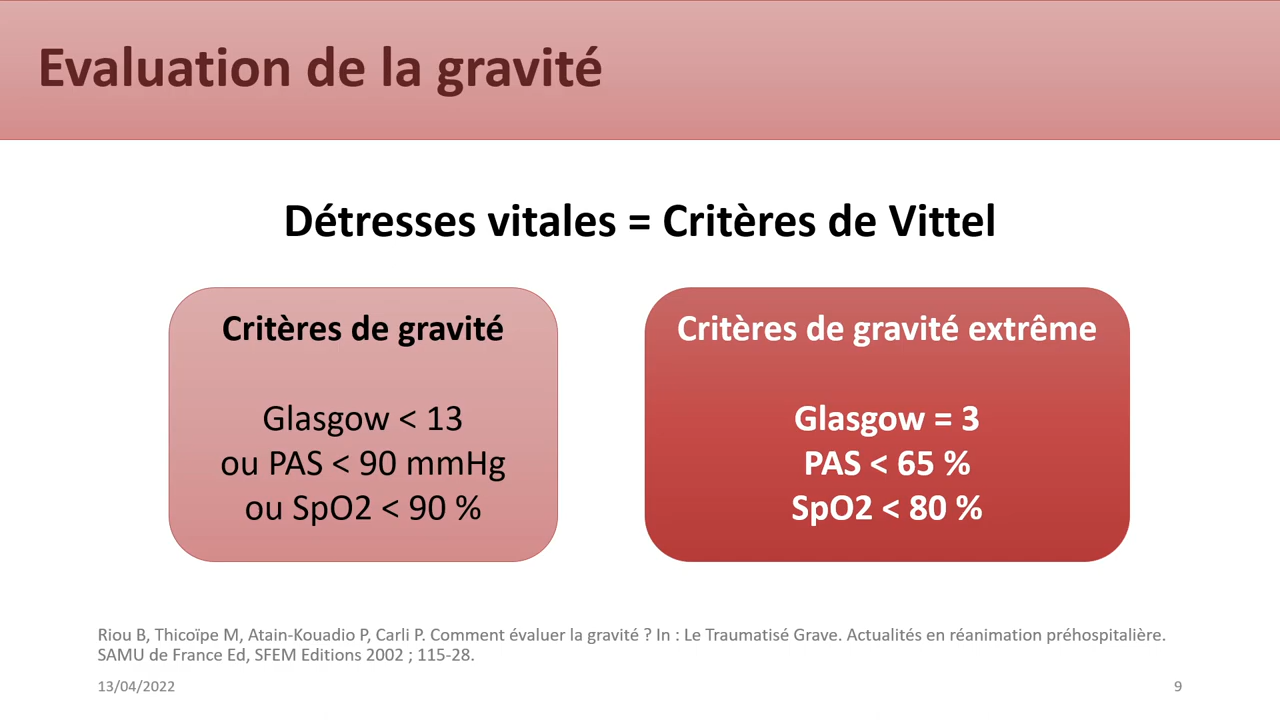 Evaluation de la gravité
Détresses vitales = Critères de Vittel
Critères de gravité
Glasgow < 13
ou PAS < 90 mmHg
ou SpO2 < 90 %
Critères de gravité extrême
Glasgow = 3
PAS < 65 %
SpO2 < 80 %
Riou B, Thicoïpe M, Atain-Kouadio P, Carli P. Comment évaluer la gravité ? In : Le Traumatisé Grave. Actualités en réanimation préhospitalière.
SAMU de France Ed, SFEM Editions 2002 ; 115-28.
13/04/2022
9